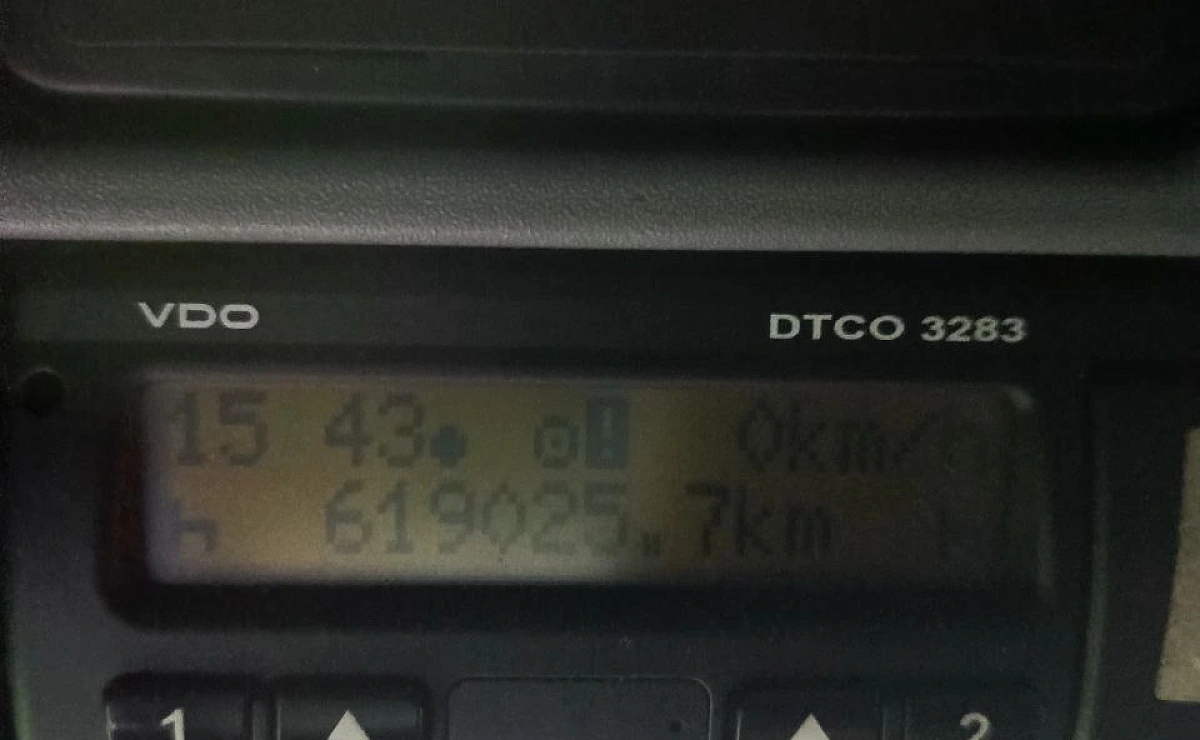 VDO
DTCO 3283
15 43● o! 0km/h
619025.7km
1 ▲ ▲ 2